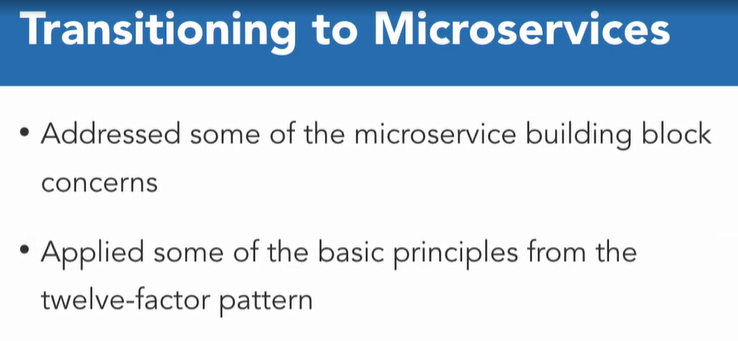 Transitioning to Microservices
• Addressed some of the microservice building block
concerns
• Applied some of the basic principles from the
twelve-factor pattern